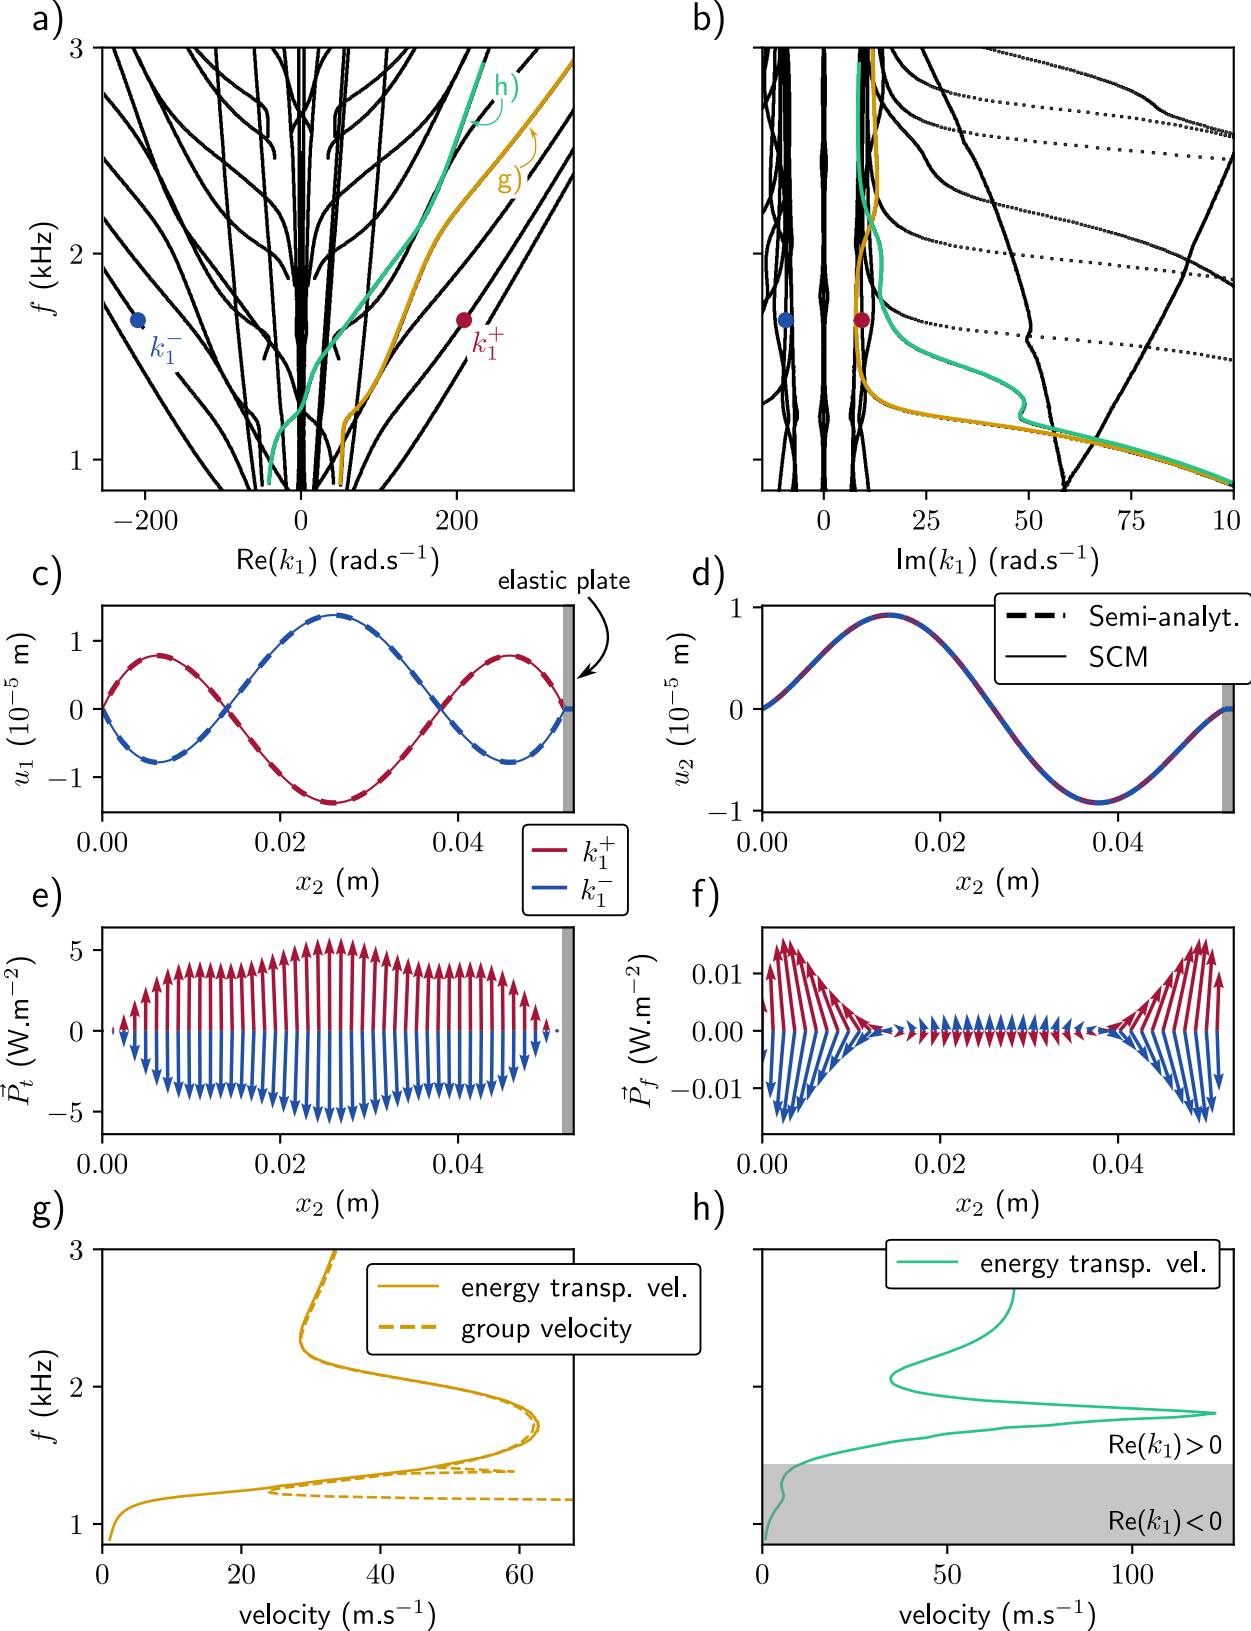 a)
b)
3
2
1
f (kHz)
h)
g)
k₁⁻
k₁⁺
−200
0
200
Re(k₁) (rad.s⁻¹)
0
25
50
75
10
Im(k₁) (rad.s⁻¹)
c)
elastic plate
d)
1
0
−1
u₁ (10⁻⁵ m)
0.00
0.02
0.04
x₂ (m)
1
0
−1
u₂ (10⁻⁵ m)
Semi-analyt.
SCM
0.00
0.02
0.04
x₂ (m)
k₁⁺
k₁⁻
e)
f)
5
0
−5
P⃗ₜ (W.m⁻²)
0.00
0.02
0.04
x₂ (m)
0.01
0.00
−0.01
P⃗_f (W.m⁻²)
0.00
0.02
0.04
x₂ (m)
g)
h)
3
2
1
f (kHz)
energy transp. vel.
group velocity
0
20
40
60
velocity (m.s⁻¹)
energy transp. vel.
Re(k₁)>0
Re(k₁)<0
0
50
100
velocity (m.s⁻¹)